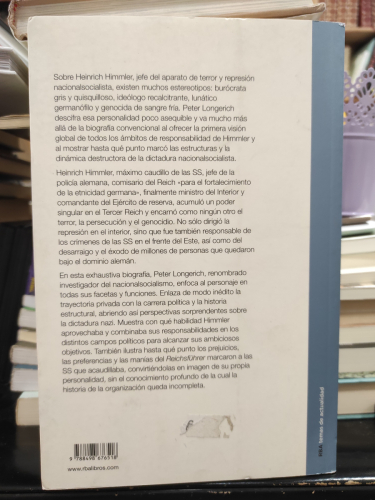 Sobre Heinrich Himmler, jefe del aparato de terror y represión
nacionalsocialista, existen muchos estereotipos: burócrata
gris y quisquilloso, ideólogo recalcitrante, lunático
germanófilo y genocida de sangre fría. Peter Longerich
descifra esa personalidad poco asequible y va mucho más
allá de la biografía convencional al ofrecer la primera visión
global de todos los ámbitos de responsabilidad de Himmler y
al mostrar hasta qué punto marcó las estructuras y la
dinámica destructora de la dictadura nacionalsocialista.
Heinrich Himmler, máximo caudillo de las SS, jefe de la
policía alemana, comisario del Reich «para el fortalecimiento
de la etnicidad germana», finalmente ministro del Interior y
comandante del Ejército de reserva, acumuló un poder
singular en el Tercer Reich y encarnó como ningún otro el
terror, la persecución y el genocidio. No sólo dirigió la
represión en el interior, sino que fue también responsable de
los crímenes de las SS en el frente del Este, así como del
desarraigo y el éxodo de millones de personas que quedaron
bajo el dominio alemán.
En esta exhaustiva biografía, Peter Longerich, renombrado
investigador del nacionalsocialismo, enfoca al personaje en
todas sus facetas y funciones. Enlaza de modo inédito la
trayectoria privada con la carrera política y la historia
estructural, abriendo así perspectivas sorprendentes sobre
la dictadura nazi. Muestra con qué habilidad Himmler
aprovechaba y combinaba sus responsabilidades en los
distintos campos políticos para alcanzar sus ambiciosos
objetivos. También ilustra hasta qué punto los prejuicios,
las preferencias y las manías del Reichsführer marcaron a las
SS que acaudillaba, convirtiéndolas en imagen de su propia
personalidad, sin el conocimiento profundo de la cual la
historia de la organización queda incompleta.
9 788498 676518
www.rbalibros.com
RBA temas de actualidad